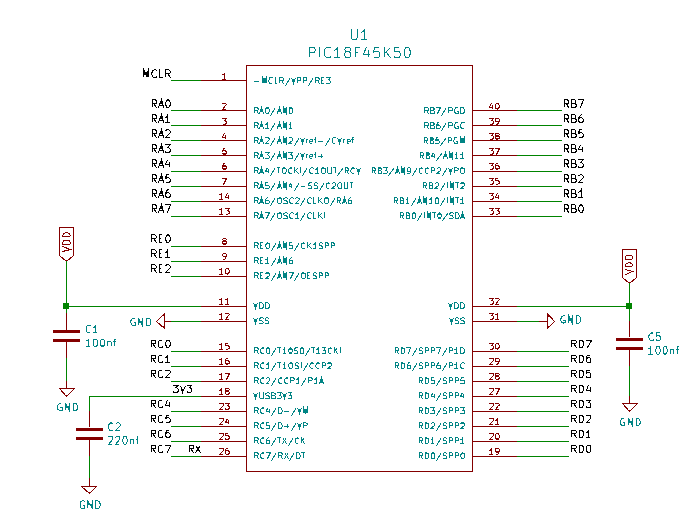 U1
PIC18F45K50
MCLR 1 -MCLR/VPP/RE3
RA0 2 RA0/AN0 RB7/PGD 40 RB7
RA1 3 RA1/AN1 RB6/PGC 39 RB6
RA2 4 RA2/AN2/Vref-/CVref RB5/PGM 38 RB5
RA3 5 RA3/AN3/Vref+ RB4/AN11 37 RB4
RA4 6 RA4/TOCKI/C1OUT/RCV RB3/AN9/CCP2/VPO 36 RB3
RA5 7 RA5/AN4/-SS/C2OUT RB2/INT2 35 RB2
RA6 14 RA6/OSC2/CLKO/RA6 RB1/AN10/INT1 34 RB1
RA7 13 RA7/OSC1/CLKI RB0/INT0/SDA 33 RB0
RE0 8 RE0/AN5/CK1SPP
RE1 9 RE1/AN6
RE2 10 RE2/AN7/OESPP
VDD
VDD
11 VDD VDD 32
GND 12 VSS VSS 31 GND
C1
100nf
GND
C5
100nf
GND
RC0 15 RC0/T1OSO/T13CKI RD7/SPP7/P1D 30 RD7
RC1 16 RC1/T1OSI/CCP2 RD6/SPP6/P1C 29 RD6
RC2 17 RC2/CCP1/P1A RD5/SPP5 28 RD5
3V3 18 VUSB3V3 RD4/SPP4 27 RD4
RC4 23 RC4/D-/VM RD3/SPP3 22 RD3
RC5 24 RC5/D+/VP RD2/SPP2 21 RD2
RC6 25 RC6/TX/CK RD1/SPP1 20 RD1
RC7 RX 26 RC7/RX/DT RD0/SPP0 19 RD0
C2
220nf
GND